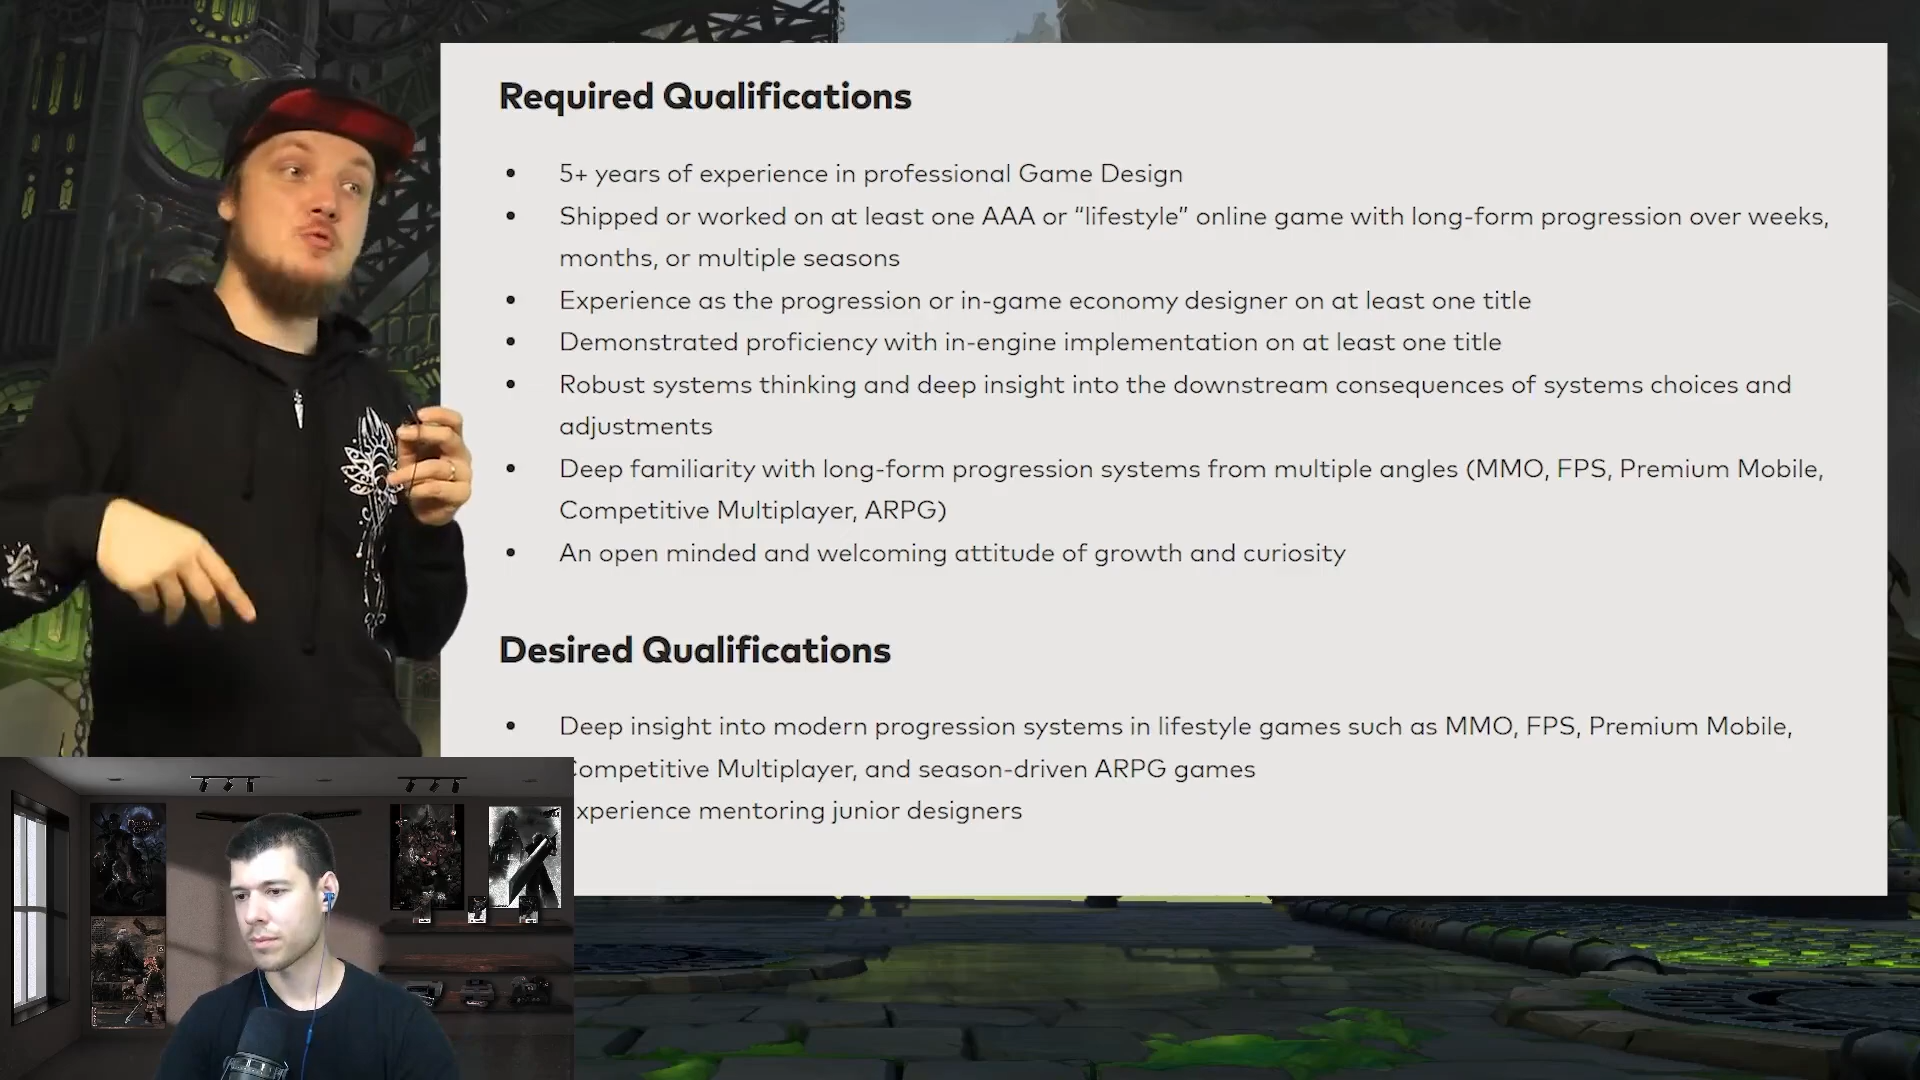 Required Qualifications
• 5+ years of experience in professional Game Design
• Shipped or worked on at least one AAA or “lifestyle” online game with long-form progression over weeks,
months, or multiple seasons
• Experience as the progression or in-game economy designer on at least one title
• Demonstrated proficiency with in-engine implementation on at least one title
• Robust systems thinking and deep insight into the downstream consequences of systems choices and
adjustments
• Deep familiarity with long-form progression systems from multiple angles (MMO, FPS, Premium Mobile,
Competitive Multiplayer, ARPG)
• An open minded and welcoming attitude of growth and curiosity
Desired Qualifications
• Deep insight into modern progression systems in lifestyle games such as MMO, FPS, Premium Mobile,
ompetitive Multiplayer, and season-driven ARPG games
xperience mentoring junior designers